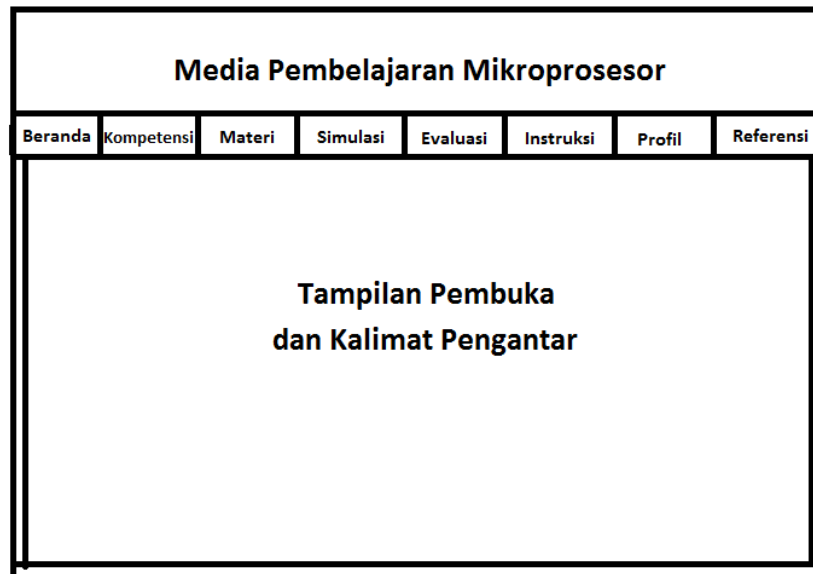 Media Pembelajaran Mikroprosesor
Beranda Kompetensi Materi Simulasi Evaluasi Instruksi Profil Referensi
Tampilan Pembuka
dan Kalimat Pengantar